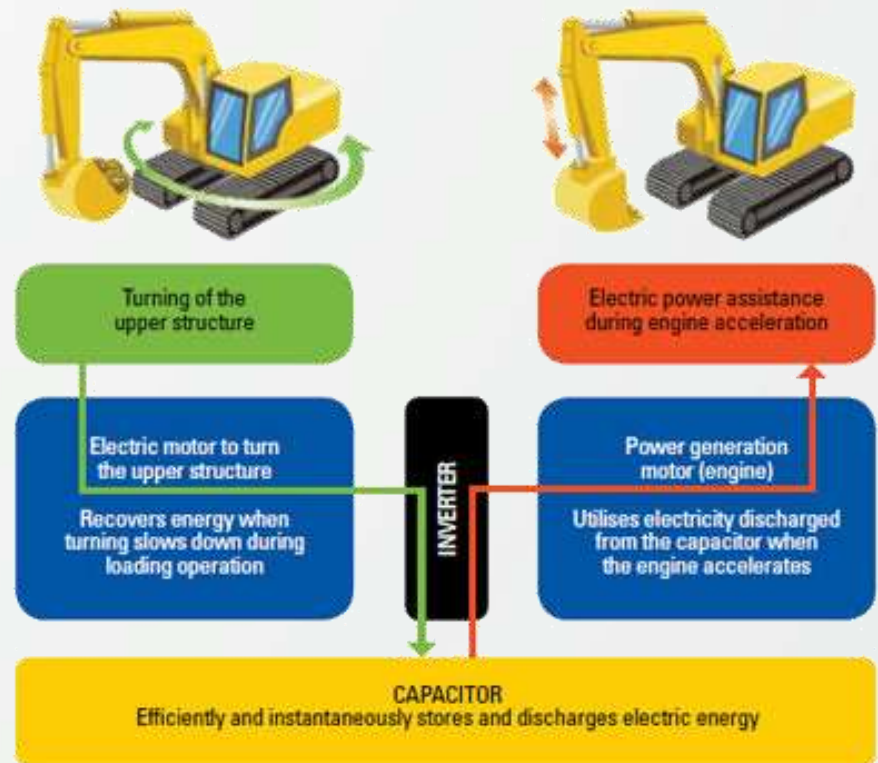 Turning of the
upper structure
Electric power assistance
during engine acceleration
Electric motor to turn
the upper structure
Recovers energy when
turning slows down during
loading operation
INVERTER
Power generation
motor (engine)
Utilises electricity discharged
from the capacitor when
the engine accelerates
CAPACITOR
Efficiently and instantaneously stores and discharges electric energy